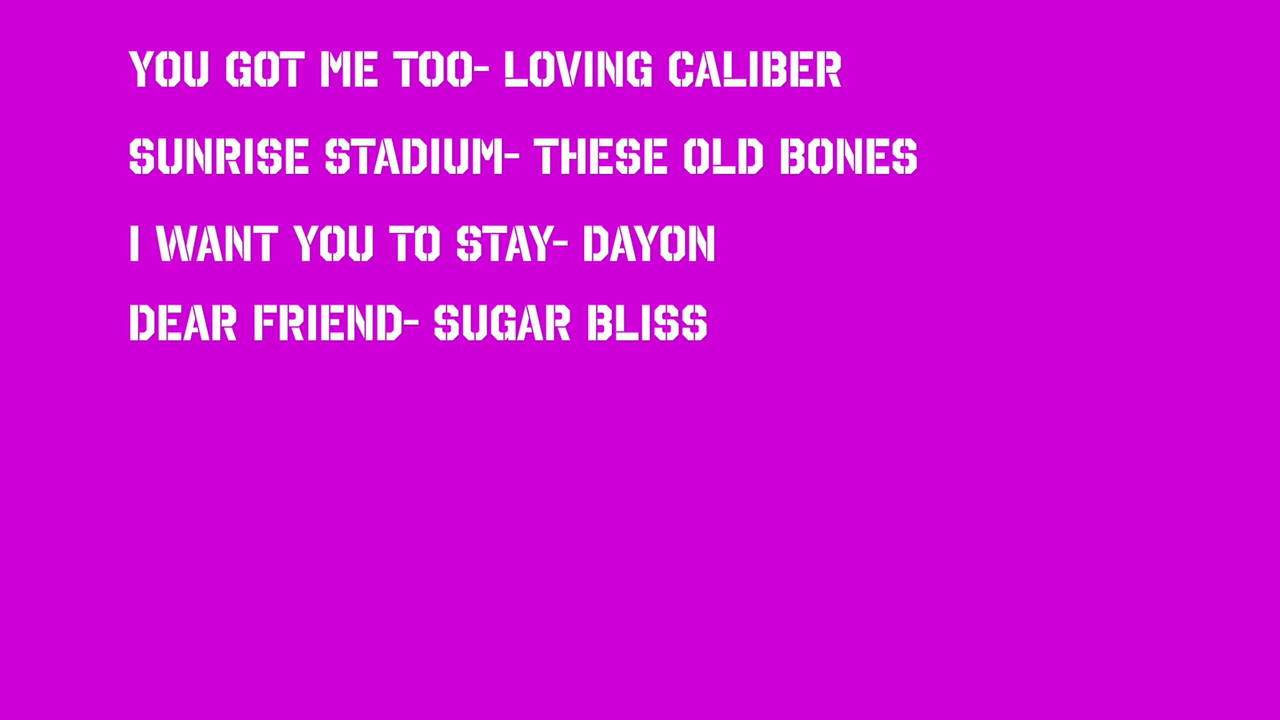 YOU GOT ME TOO- LOVING CALIBER
SUNRISE STADIUM- THESE OLD BONES
I WANT YOU TO STAY- DAYON
DEAR FRIEND- SUGAR BLISS